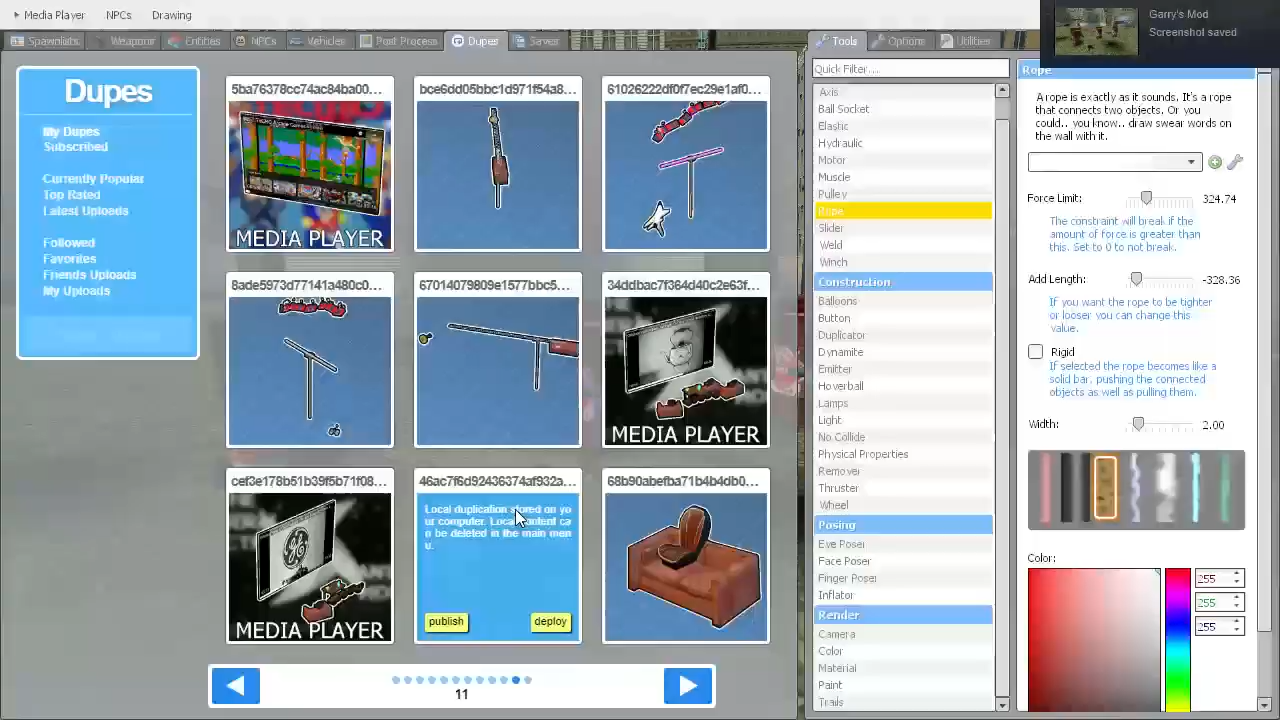 Media Player
NPCs
Drawing
Garry's Mod
Screenshot saved
Spawnlists
Weapons
Entities
NPCs
Vehicles
Post Process
Dupes
Saves
Tools
Options
Utilities
Dupes
My Dupes
Subscribed
Currently Popular
Top Rated
Latest Uploads
Followed
Favorites
Friends Uploads
My Uploads
5ba76378cc74ac84ba00...
bce6dd05bbc1d971f54a8...
61026222df0f7ec29e1af0...
MEDIA PLAYER
8ade5973d77141a480c0...
67014079809e1577bbc5...
34ddbac7f364d40c2e63f...
MEDIA PLAYER
cef3e178b51b39f5b71f08...
46ac7f6d92436374af932a...
68b90abefba71b4b4db0...
MEDIA PLAYER
Local duplication stored on yo
ur computer. Local content ca
n be deleted in the main men
u.
publish
deploy
11
Quick Filter....
Axis
Ball Socket
Elastic
Hydraulic
Motor
Muscle
Pulley
Rope
Slider
Weld
Winch
Construction
Balloons
Button
Duplicator
Dynamite
Emitter
Hoverball
Lamps
Light
No Collide
Physical Properties
Remover
Thruster
Wheel
Posing
Eye Poser
Face Poser
Finger Poser
Inflator
Render
Camera
Color
Material
Paint
Trails
Rope
A rope is exactly as it sounds. It's a rope
that connects two objects. Or you
could.. you know.. draw swear words on
the wall with it.
Force Limit:
324.74
The constraint will break if the
amount of force is greater than
this. Set to 0 to not break.
Add Length:
-328.36
If you want the rope to be tighter
or looser you can change this
value.
Rigid
If selected the rope becomes like a
solid bar, pushing the connected
objects as well as pulling them.
Width:
2.00
Color:
255
255
255